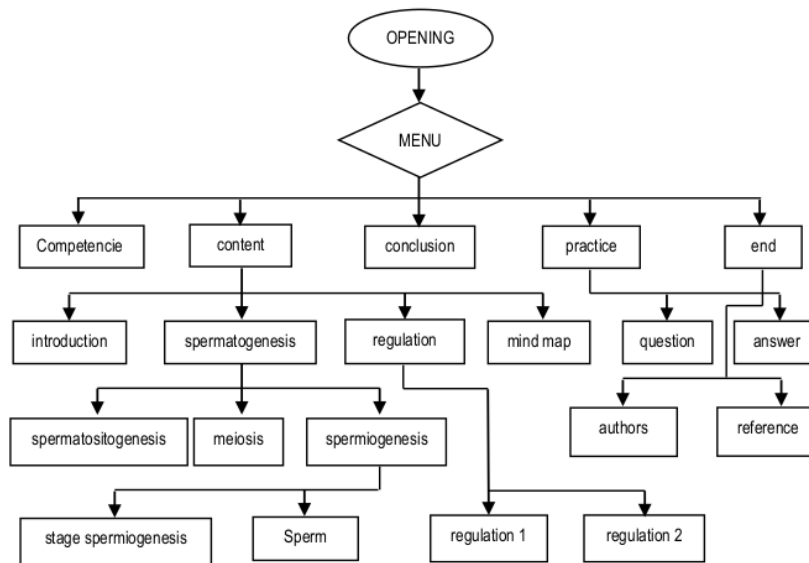 OPENING
MENU
Competencie
content
conclusion
practice
end
introduction
spermatogenesis
regulation
mind map
question
answer
spermatositogenesis
meiosis
spermiogenesis
authors
reference
stage spermiogenesis
Sperm
regulation 1
regulation 2